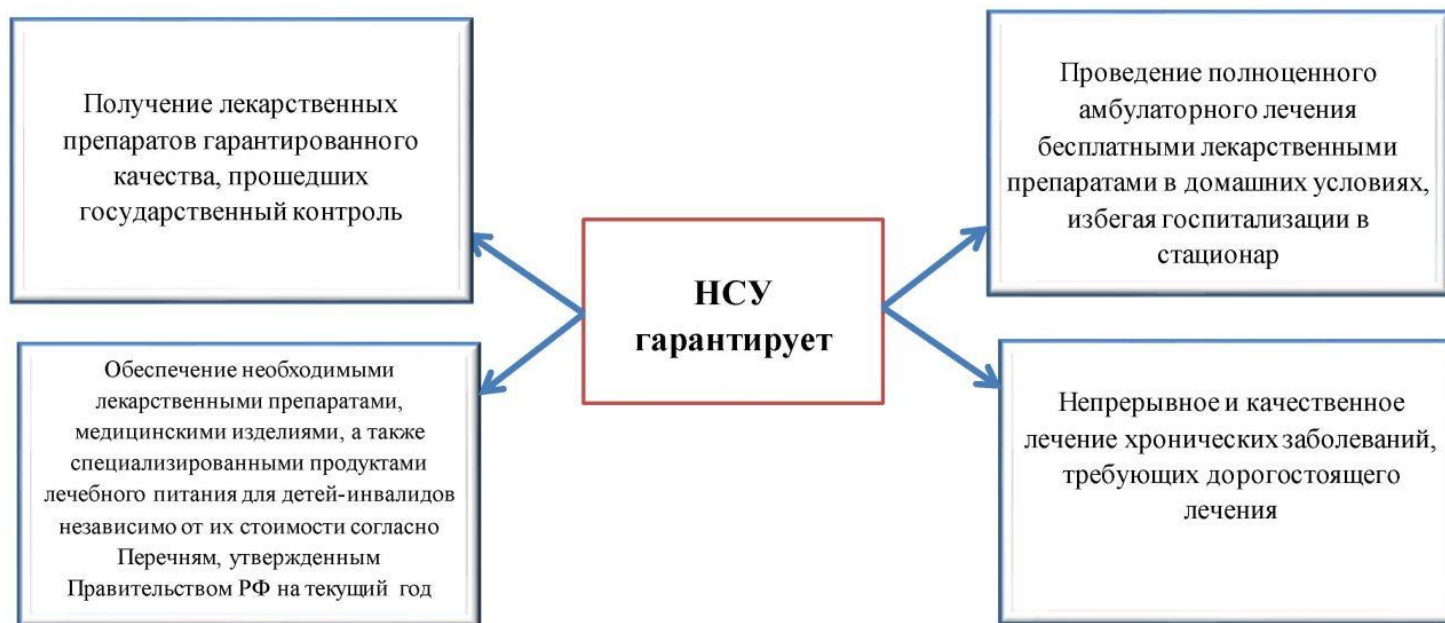 Получение лекарственных
препаратов гарантированного
качества, прошедших
государственный контроль
Проведение полноценного
амбулаторного лечения
бесплатными лекарственными
препаратами в домашних условиях,
избегая госпитализации в
стационар
НСУ
гарантирует
Обеспечение необходимыми
лекарственными препаратами,
медицинскими изделиями, а также
специализированными продуктами
лечебного питания для детей-инвалидов
независимо от их стоимости согласно
Перечням, утвержденным
Правительством РФ на текущий год
Непрерывное и качественное
лечение хронических заболеваний,
требующих дорогостоящего
лечения